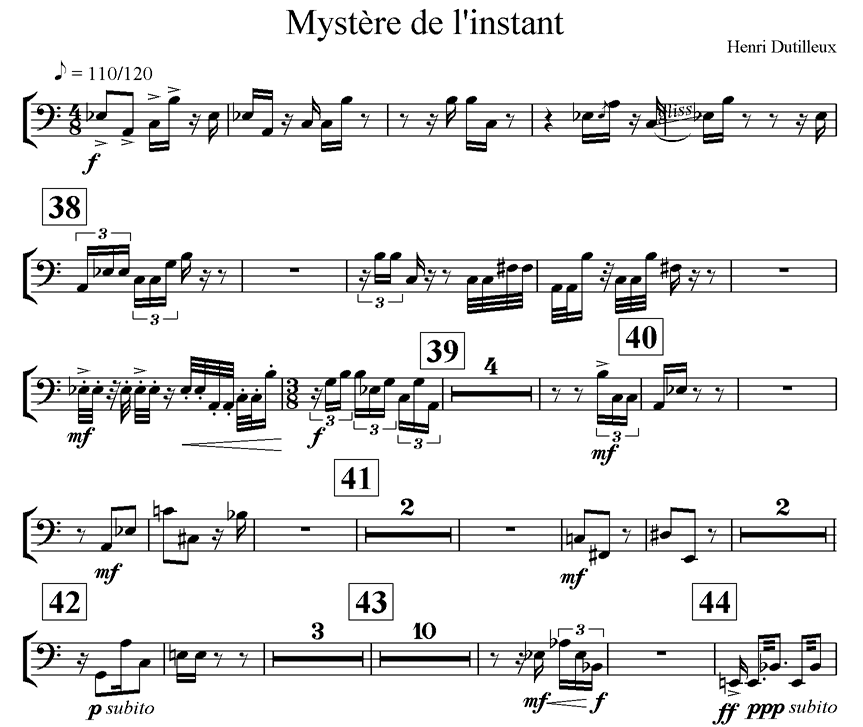 Mystère de l'instant
Henri Dutilleux
♪ = 110/120
4
8
gliss
f
38
3
3
3
3
39
40
4
3
8
3
3
3
3
mf
f
mf
41
2
2
mf
mf
42
43
44
3
10
3
p subito
mf
f
ff
ppp subito